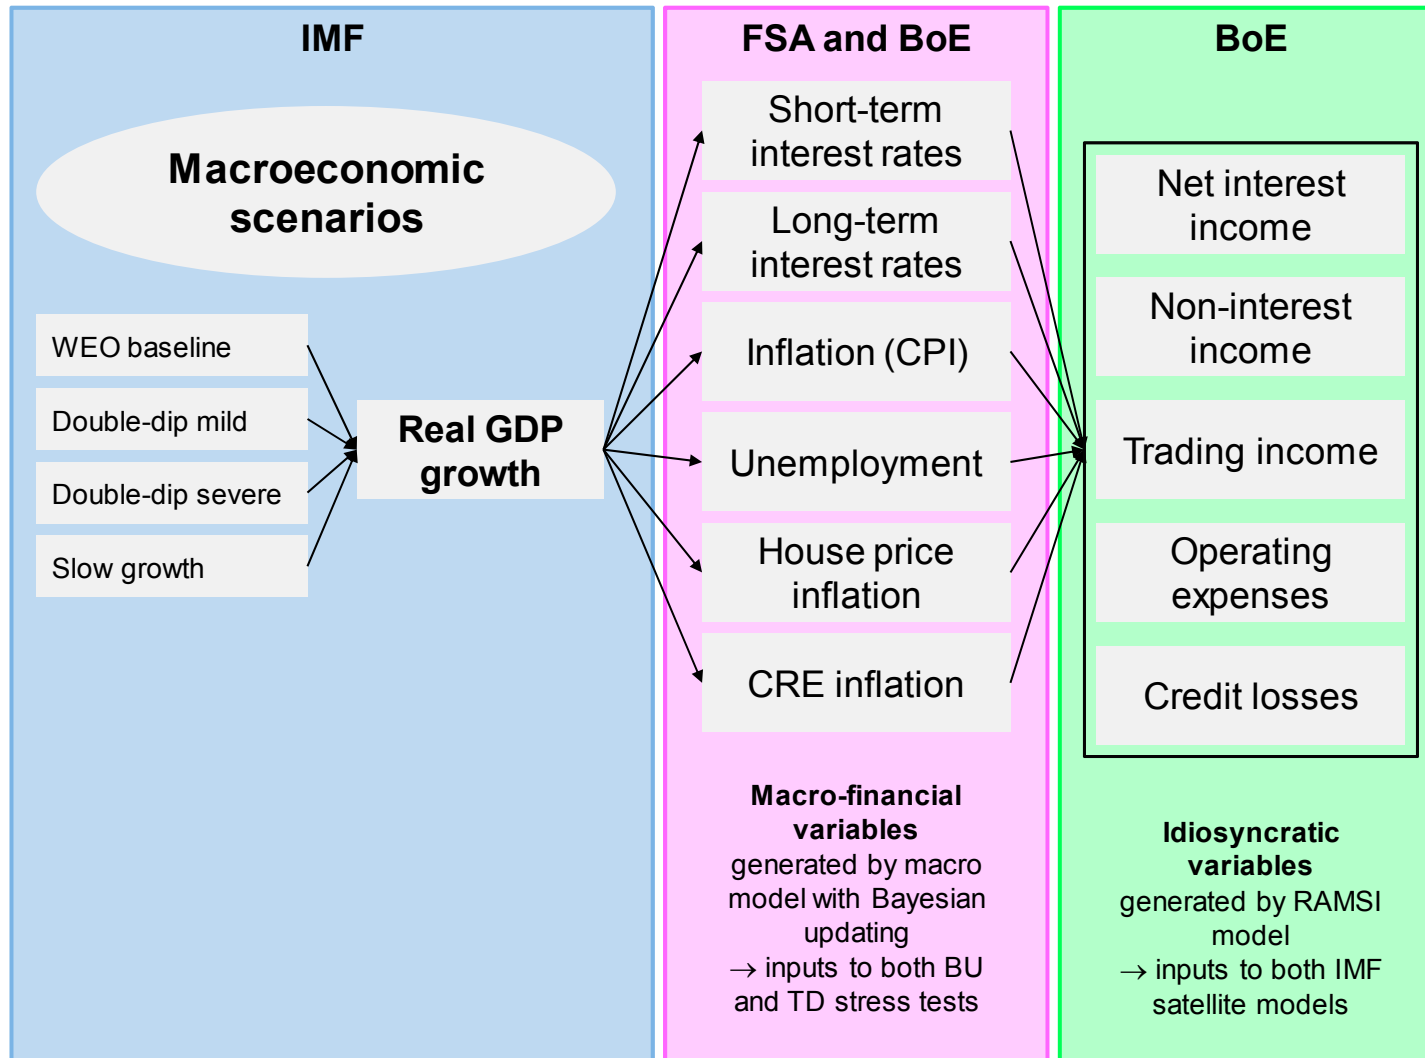 IMF
Macroeconomic
scenarios
WEO baseline
Double-dip mild
Double-dip severe
Slow growth
Real GDP
growth
FSA and BoE
Short-term
interest rates
Long-term
interest rates
Inflation (CPI)
Unemployment
House price
inflation
CRE inflation
Macro-financial
variables
generated by macro
model with Bayesian
updating
→ inputs to both BU
and TD stress tests
BoE
Net interest
income
Non-interest
income
Trading income
Operating
expenses
Credit losses
Idiosyncratic
variables
generated by RAMSI
model
→ inputs to both IMF
satellite models